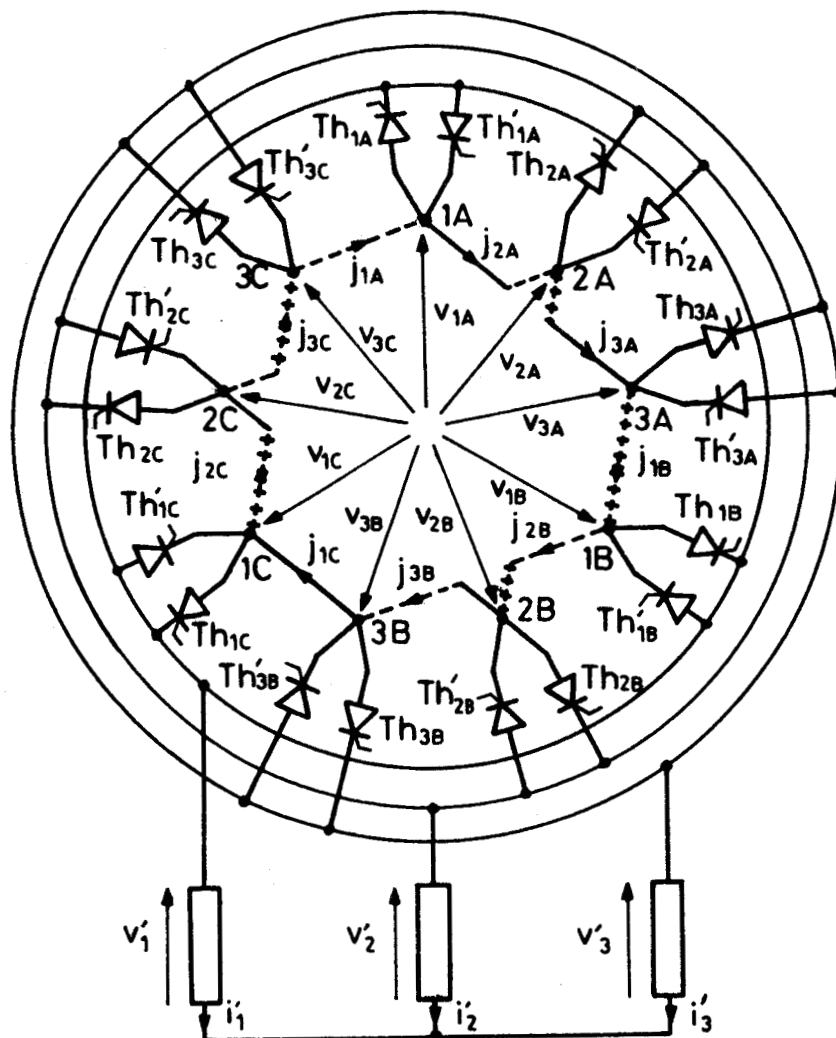 Th1A Th'1A
Th'3C Th2A
Th3C 1A j2A Th'2A
3C j1A 2A
Th'2C v1A Th3A
j3C v3C j3A
v2C v2A
2C v3A 3A
Th2C Th'3A
j2C v1C v1B j1B
Th'1C v3B v2B Th1B
j2B
1C j1C j3B 1B
2B Th'1B
Th1C 3B
Th'3B Th'2B Th2B
Th3B
v'1 v'2 v'3
i'1 i'2 i'3